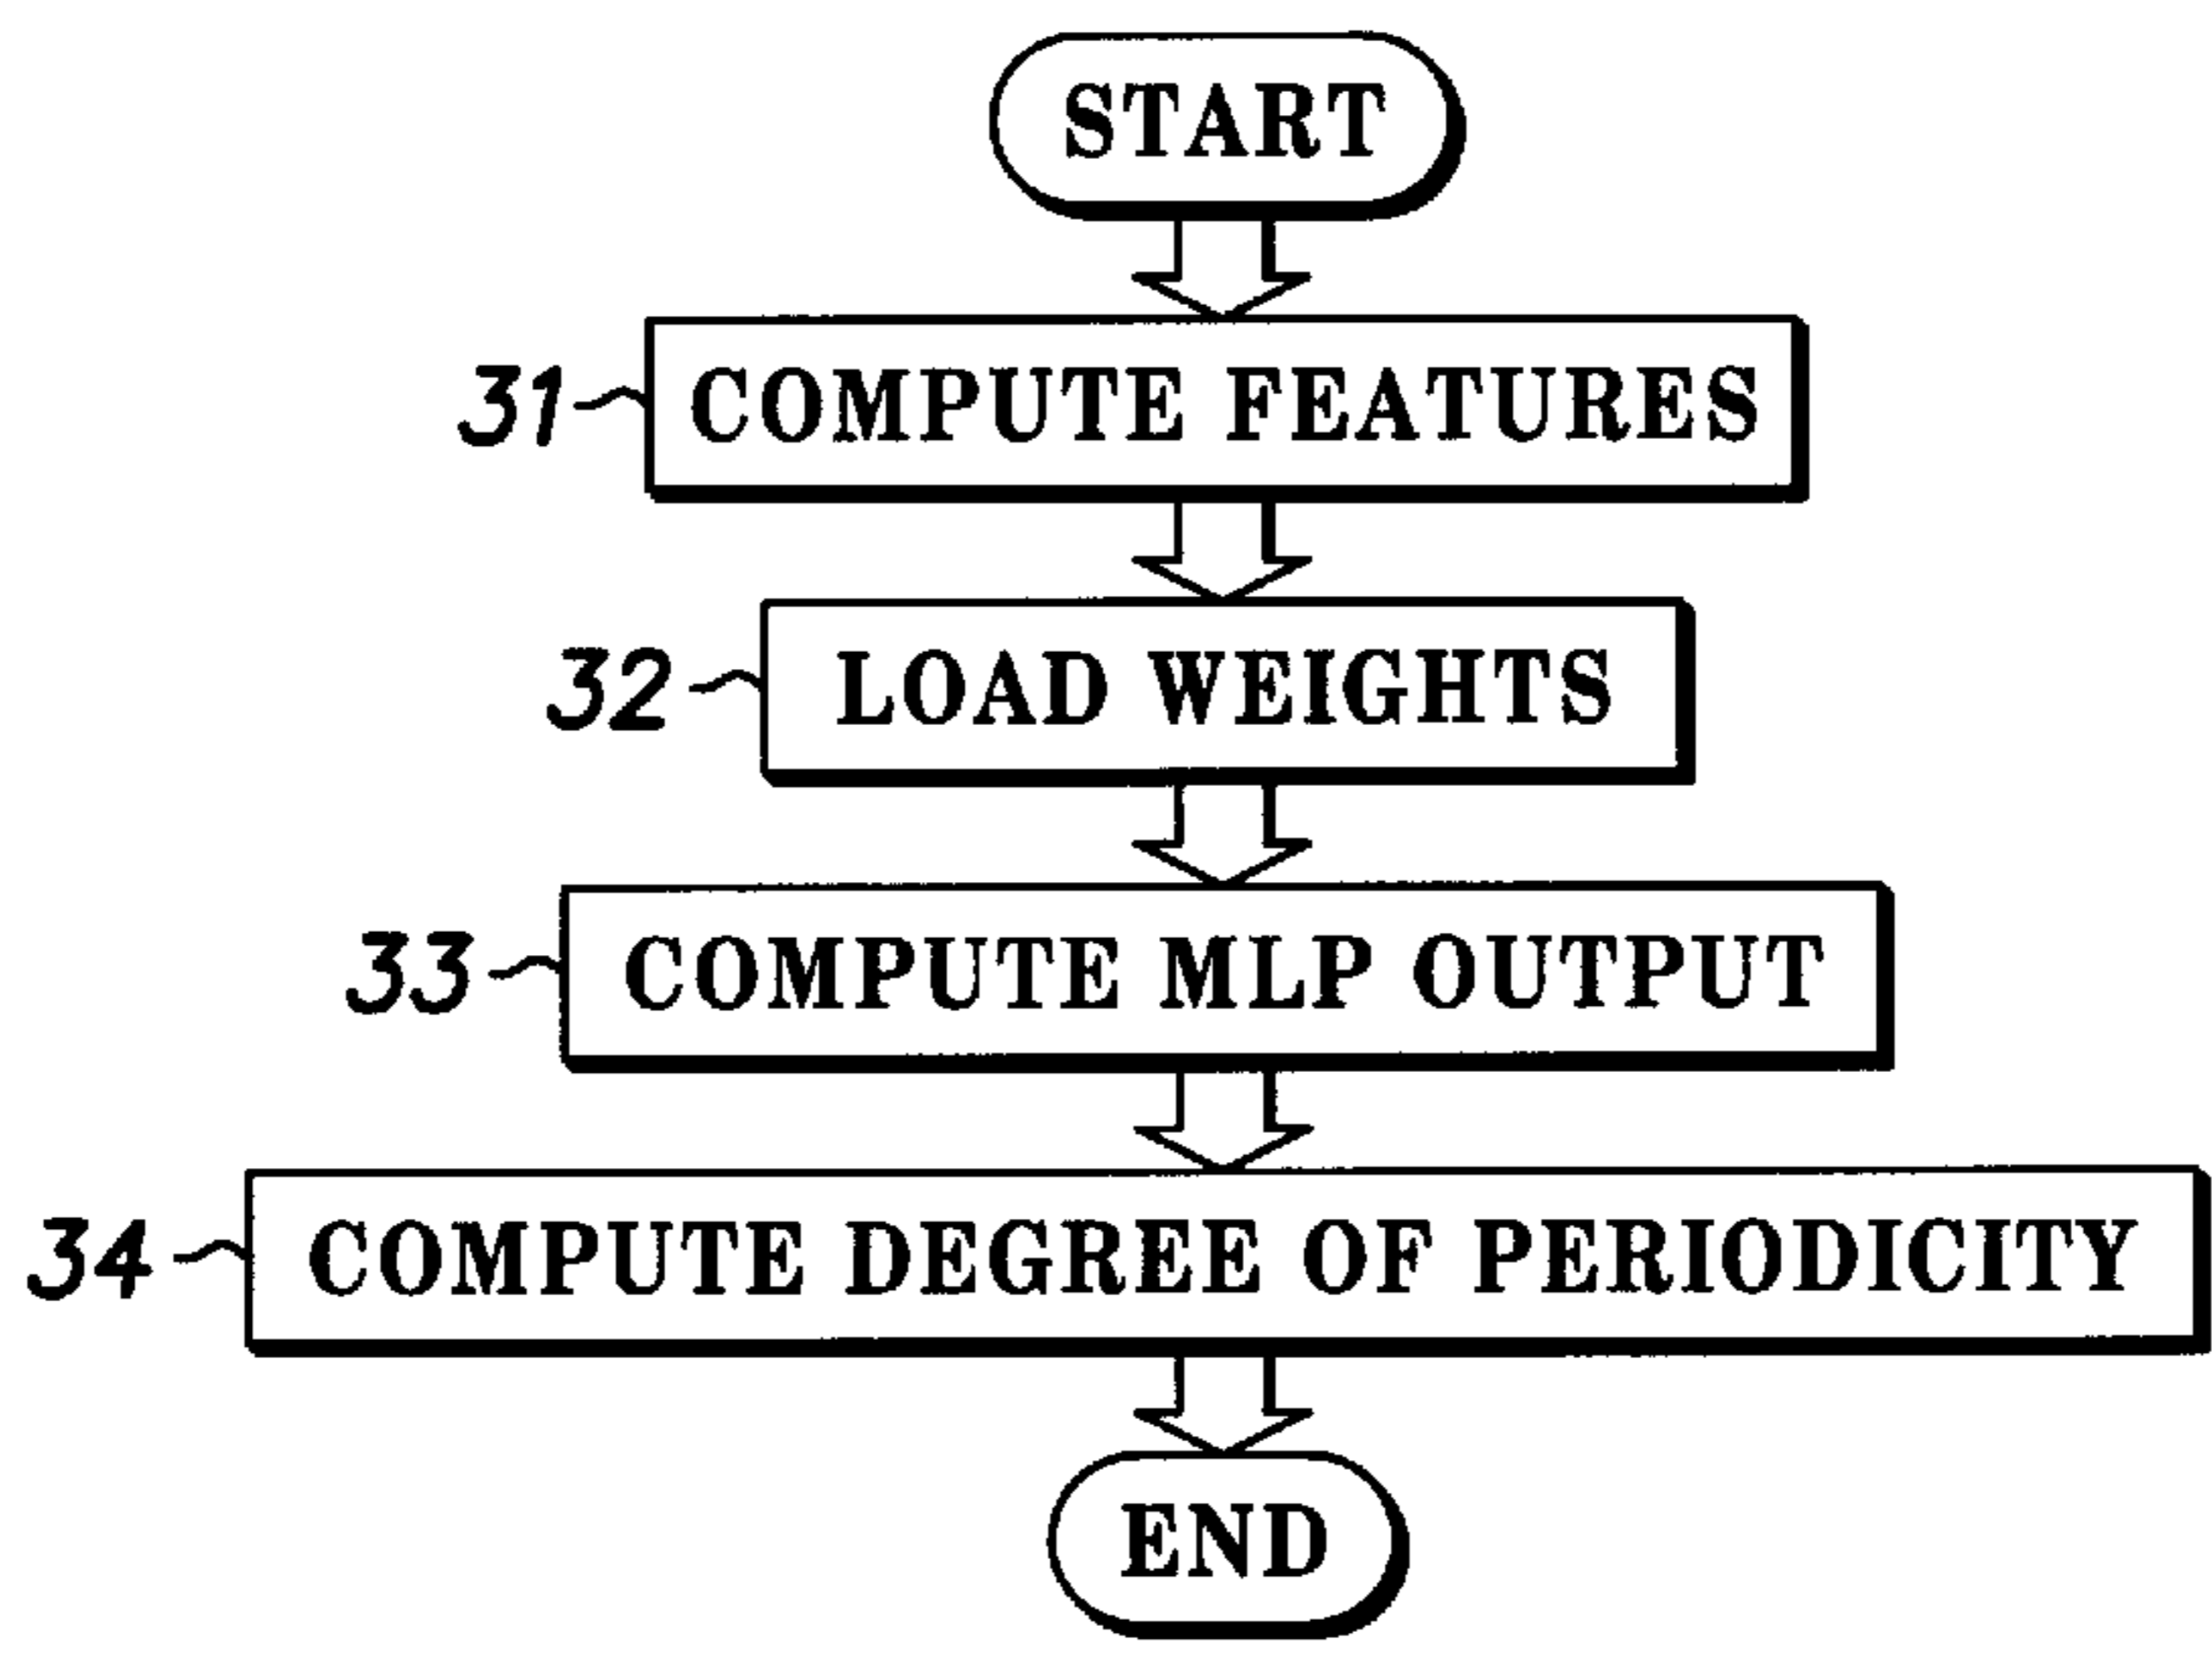 START
31 COMPUTE FEATURES
32 LOAD WEIGHTS
33 COMPUTE MLP OUTPUT
34 COMPUTE DEGREE OF PERIODICITY
END